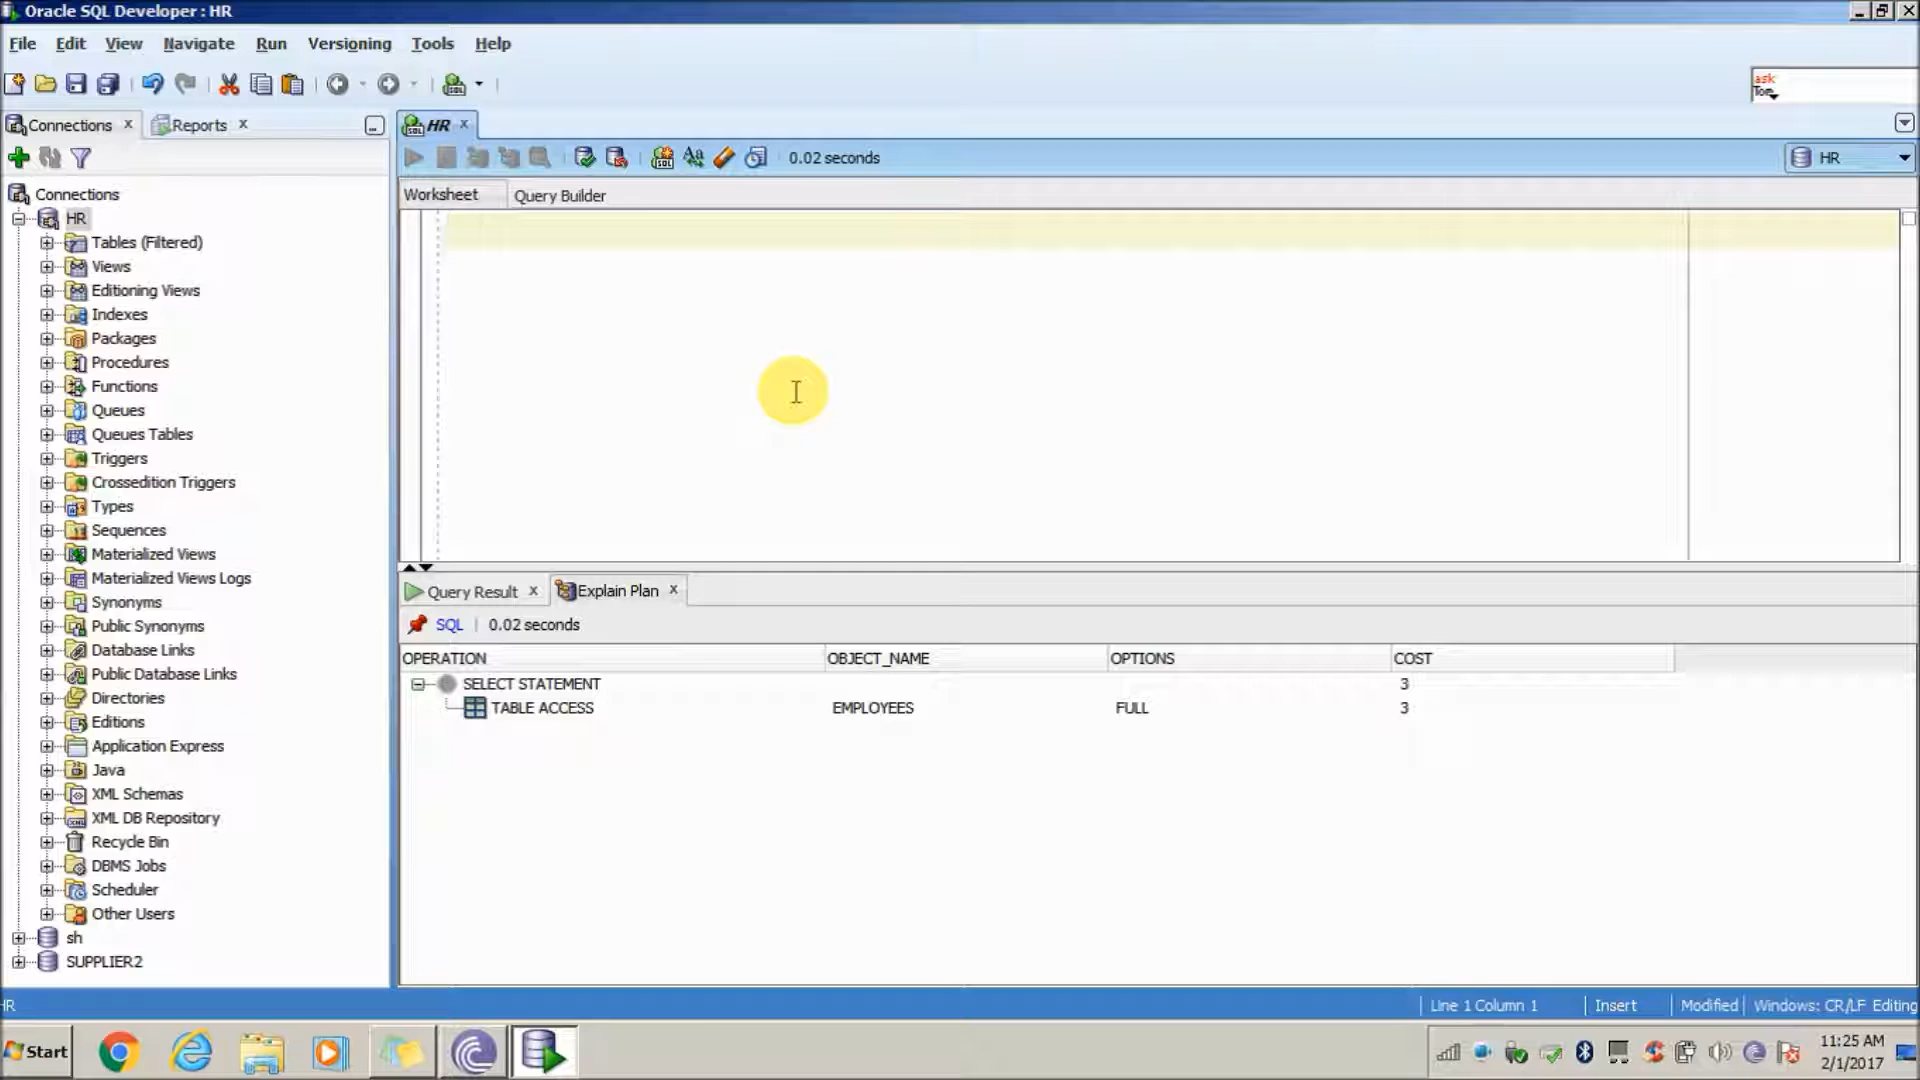 Oracle SQL Developer : HR
File Edit View Navigate Run Versioning Tools Help
ask
Tom
Connections x Reports x
HR x
0.02 seconds
HR
Worksheet Query Builder
Connections
HR
Tables (Filtered)
Views
Editioning Views
Indexes
Packages
Procedures
Functions
Queues
Queues Tables
Triggers
Crossedition Triggers
Types
Sequences
Materialized Views
Materialized Views Logs
Synonyms
Public Synonyms
Database Links
Public Database Links
Directories
Editions
Application Express
Java
XML Schemas
XML DB Repository
Recycle Bin
DBMS Jobs
Scheduler
Other Users
sh
SUPPLIER2
Query Result x Explain Plan x
SQL | 0.02 seconds
OPERATION OBJECT_NAME OPTIONS COST
SELECT STATEMENT 3
TABLE ACCESS EMPLOYEES FULL 3
HR
Line 1 Column 1 Insert Modified Windows: CR/LF Editing
Start
11:25 AM
2/1/2017